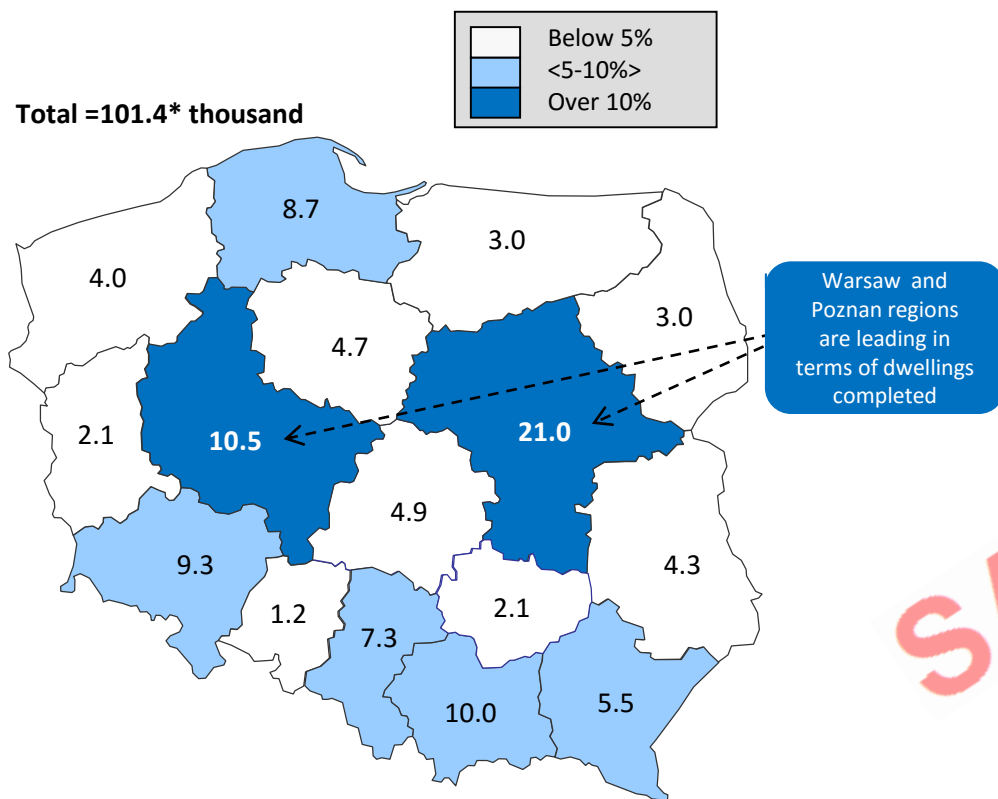 Below 5%
<5-10%>
Over 10%
Total =101.4* thousand
8.7
3.0
4.0
3.0
4.7
Warsaw and
Poznan regions
are leading in
terms of dwellings
completed
2.1
10.5
21.0
4.9
9.3
4.3
1.2
2.1
7.3
5.5
10.0